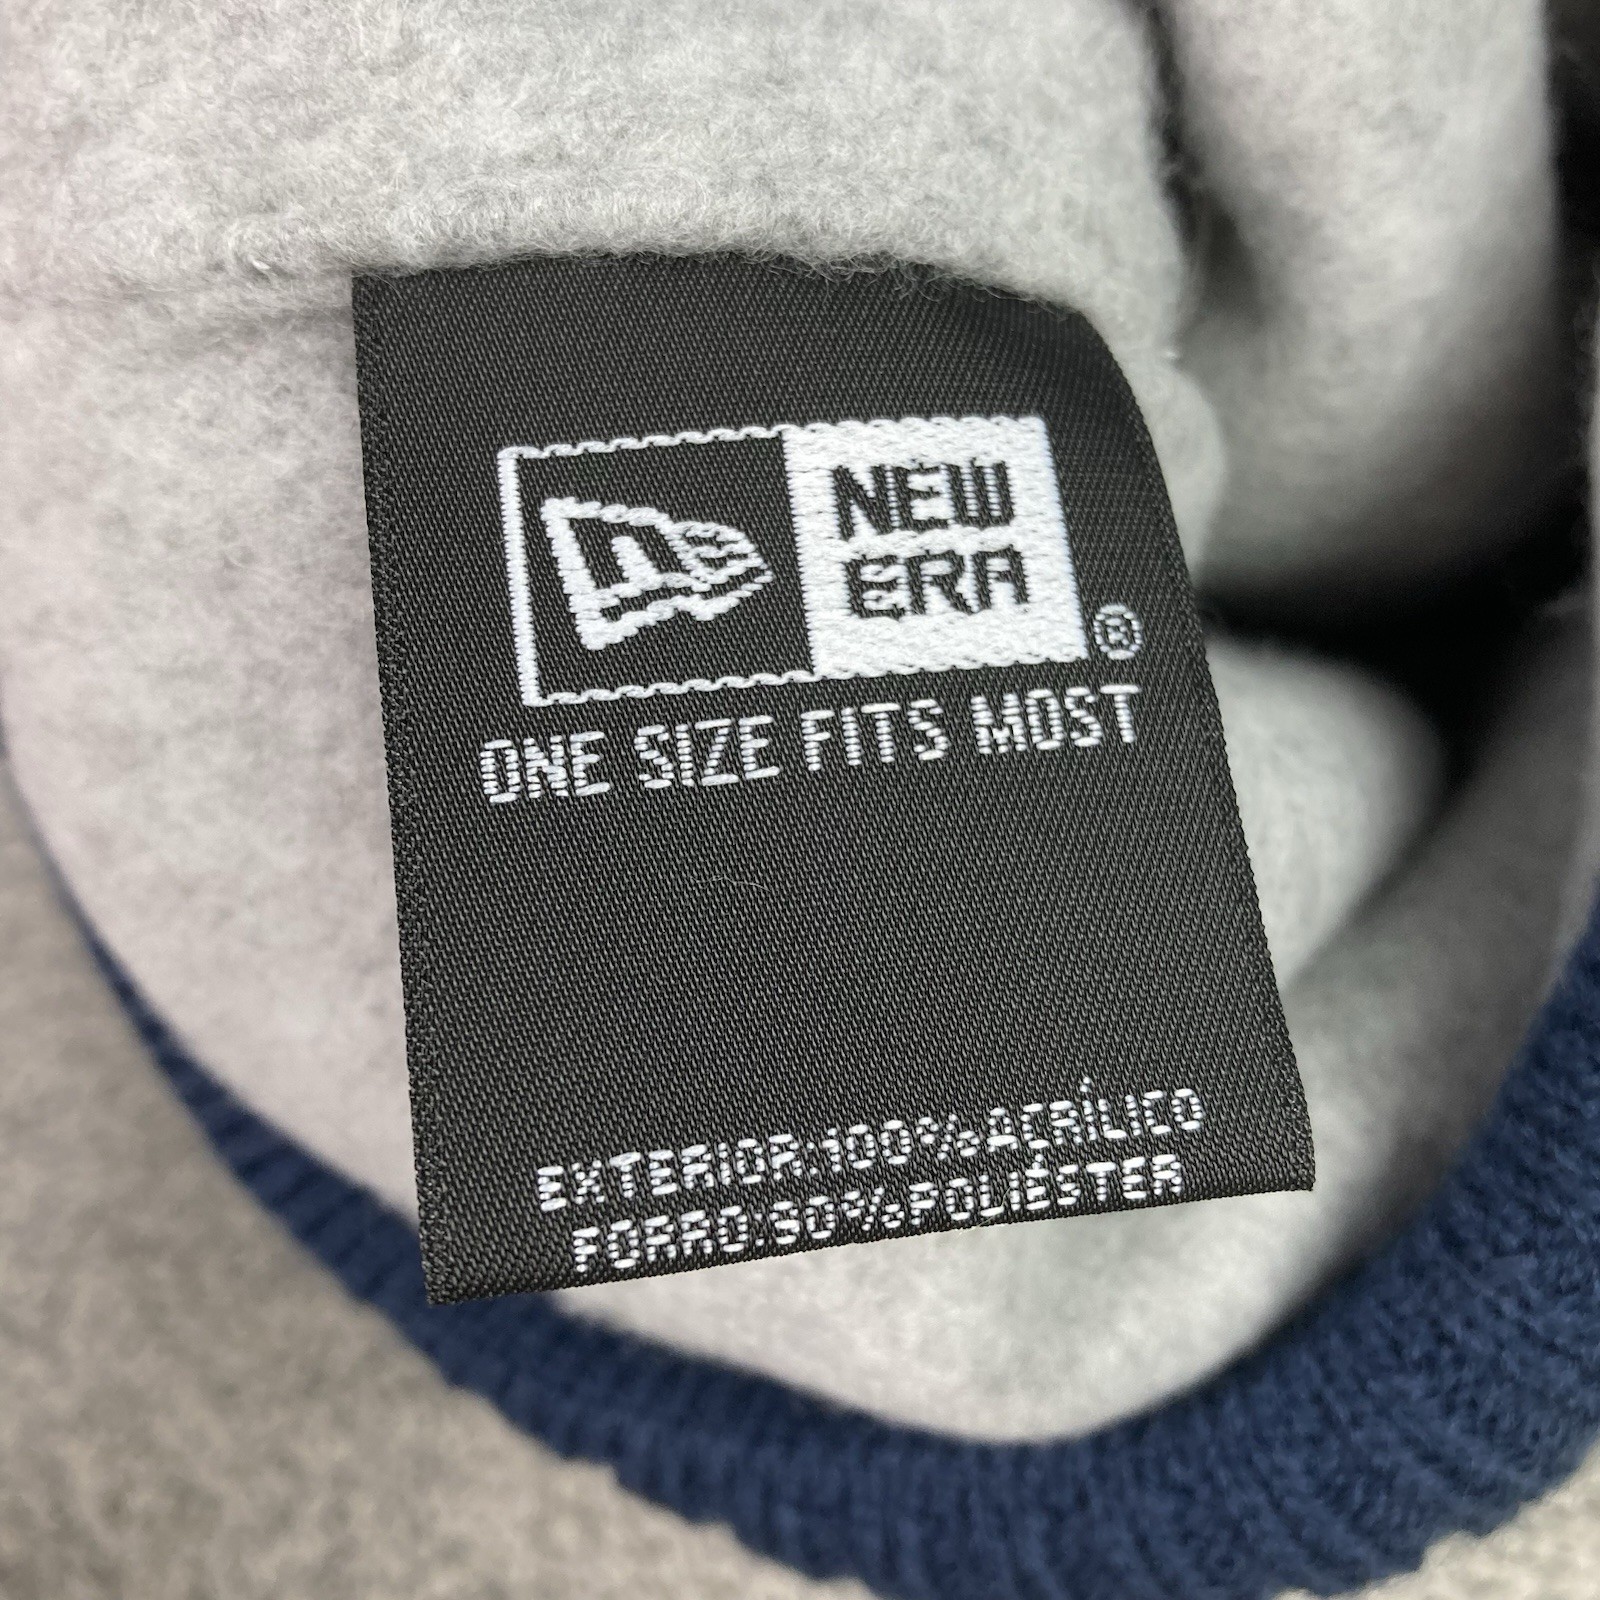 NEW
ERA
®
ONE SIZE FITS MOST
EXTERIOR:100%ACRÍLICO
FORRO:90%POLIÉSTER